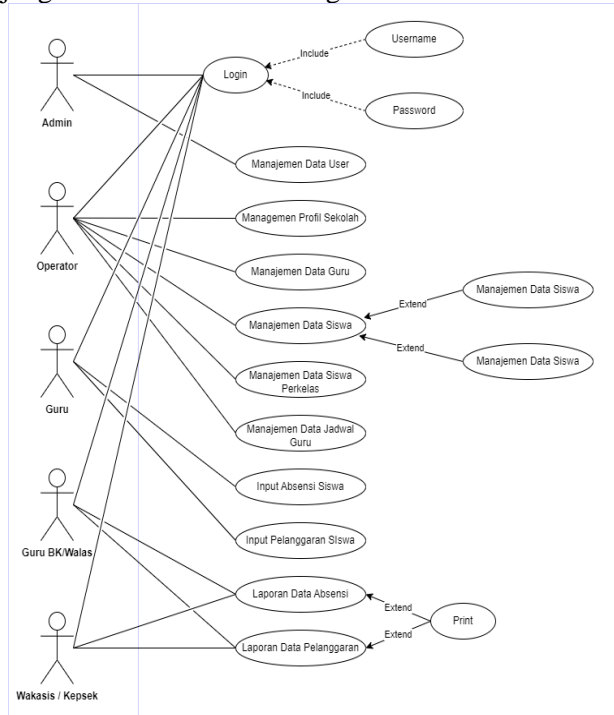 Username
Include
Login
Include
Password
Admin
Manajemen Data User
Managemen Profil Sekolah
Operator
Manajemen Data Guru
Manajemen Data Siswa
Extend
Manajemen Data Siswa
Extend
Manajemen Data Siswa
Manajemen Data Siswa
Perkelas
Guru
Manajemen Data Jadwal
Guru
Input Absensi Siswa
Input Pelanggaran SIswa
Guru BK/Walas
Laporan Data Absensi
Extend
Print
Extend
Laporan Data Pelanggaran
Wakasis / Kepsek